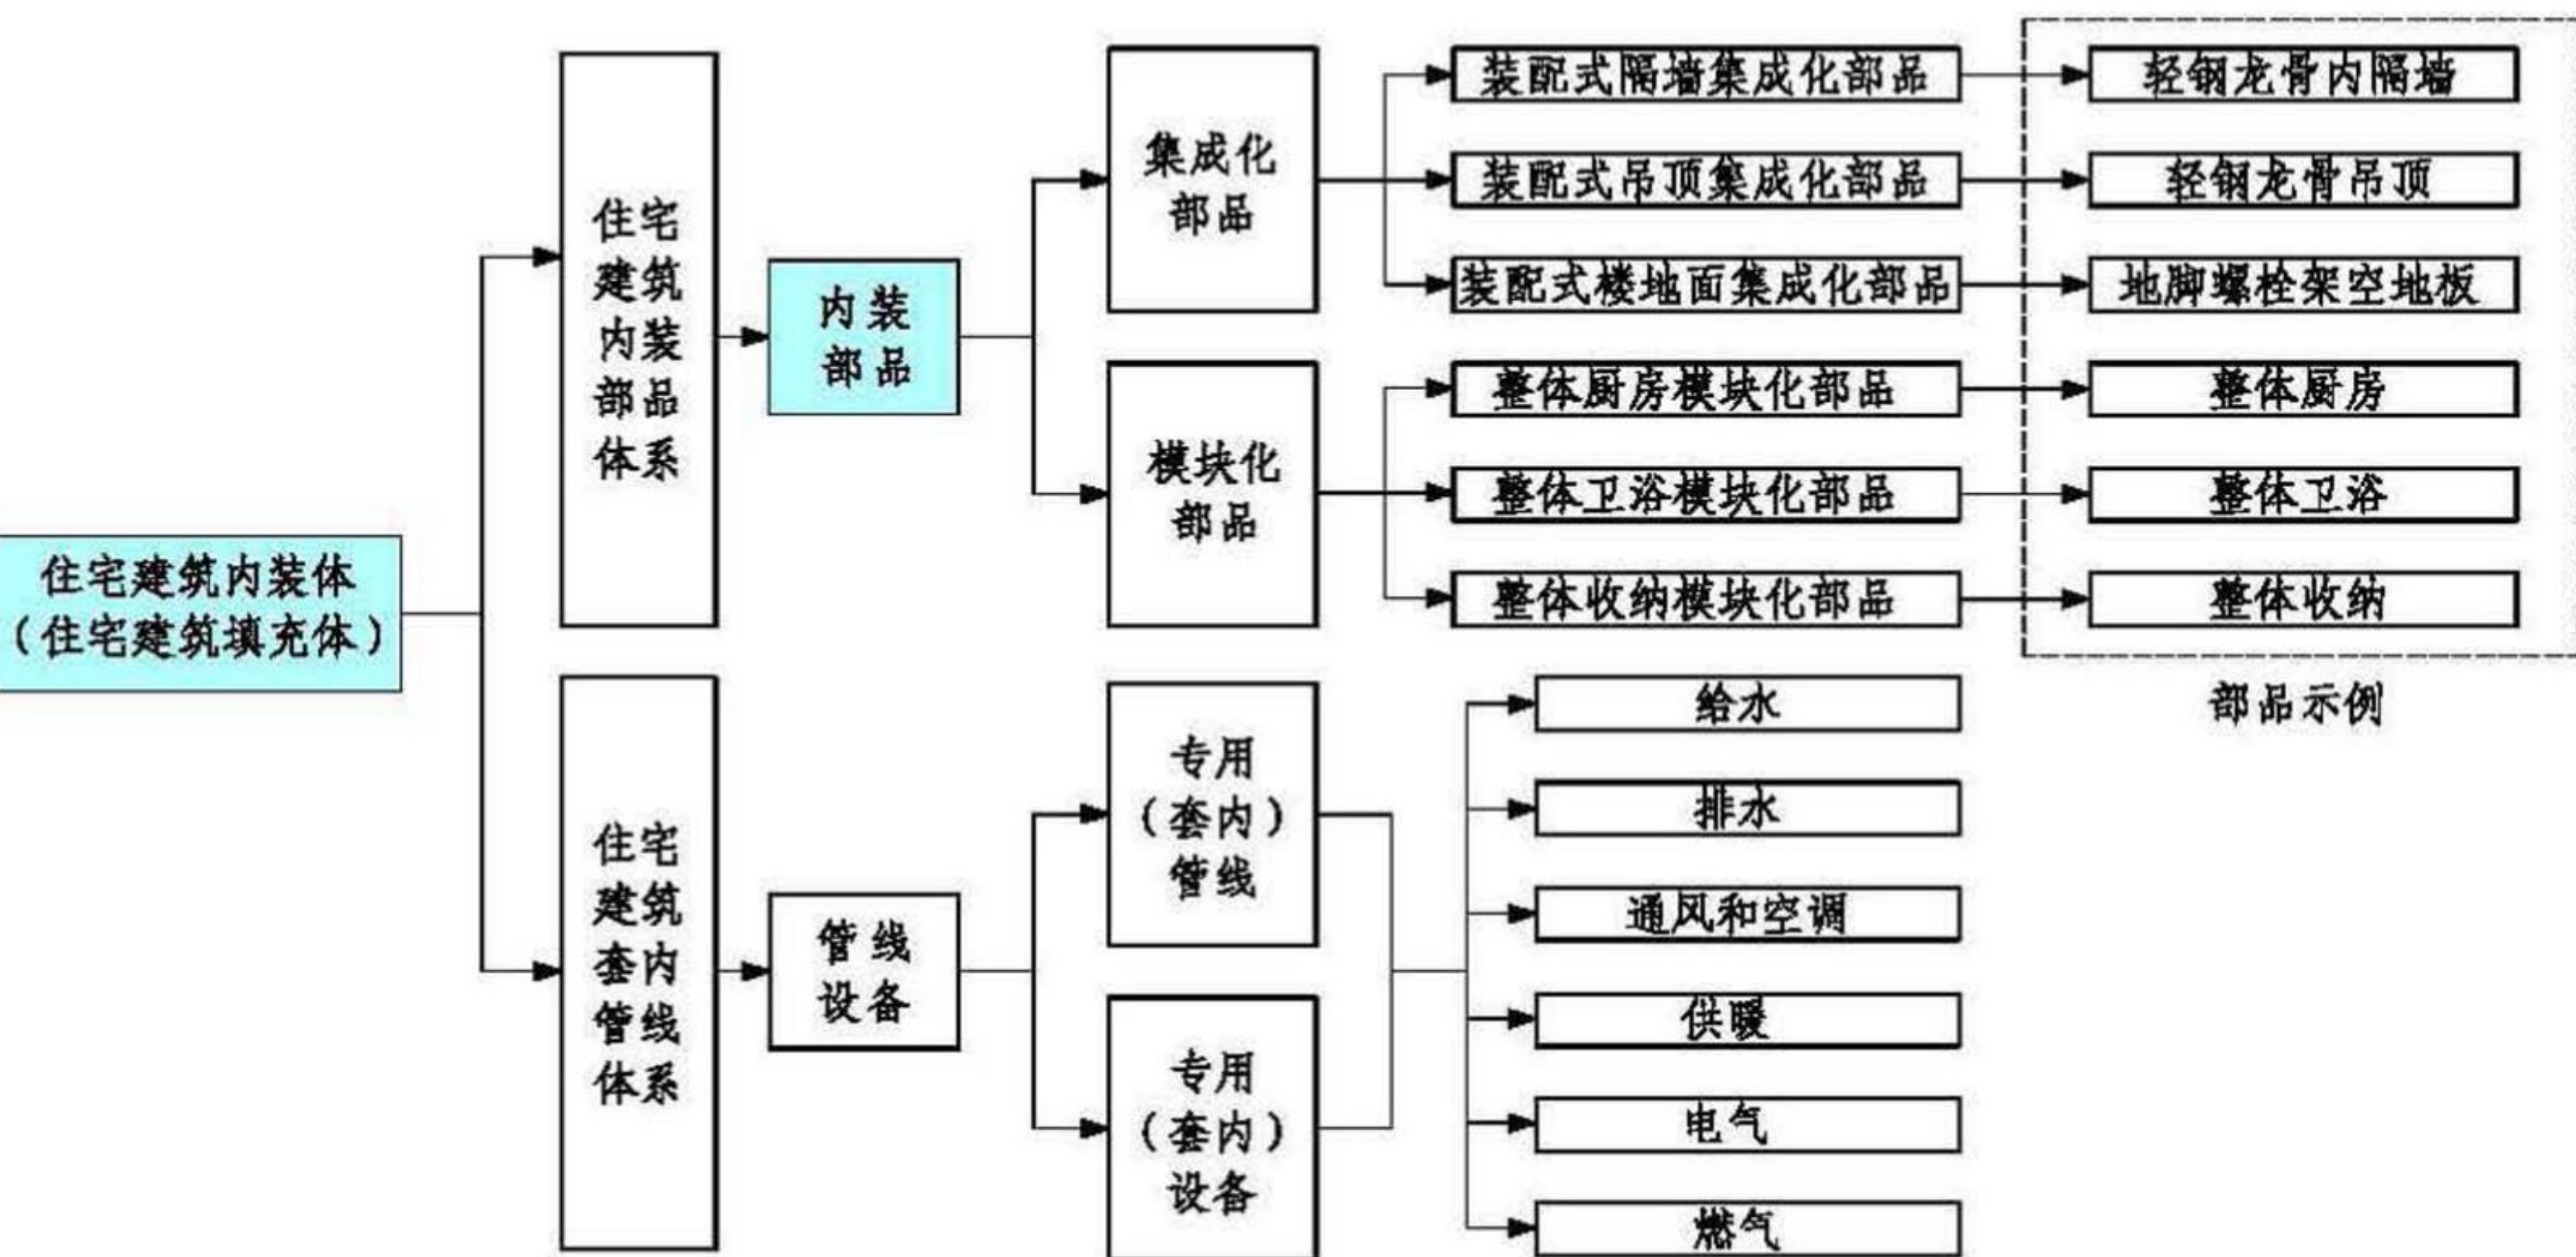 住宅建筑内装体
（住宅建筑填充体）
住宅
建筑
内装
部品
体系
内装
部品
集成化
部品
装配式隔墙集成化部品
轻钢龙骨内隔墙
装配式吊顶集成化部品
轻钢龙骨吊顶
装配式楼地面集成化部品
地脚螺栓架空地板
模块化
部品
整体厨房模块化部品
整体厨房
整体卫浴模块化部品
整体卫浴
整体收纳模块化部品
整体收纳
部品示例
住宅
建筑
套内
管线
体系
管线
设备
专用
（套内）
管线
专用
（套内）
设备
给水
排水
通风和空调
供暖
电气
燃气